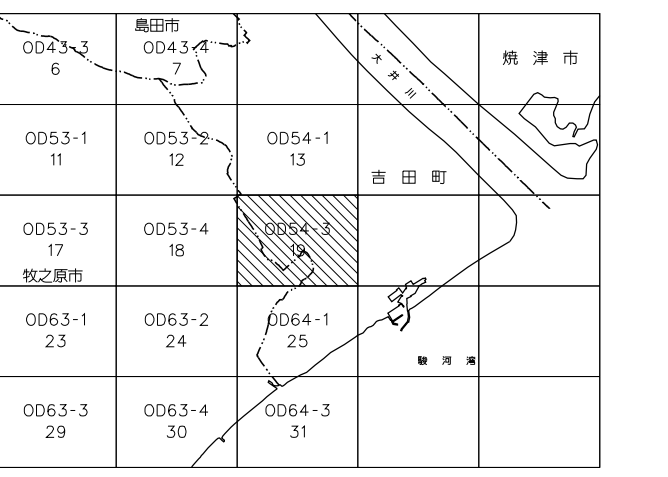 島田市
OD43-3
6
OD43-4
7
焼津市
大井川
OD53-1
11
OD53-2
12
OD54-1
13
吉田町
OD53-3
17
OD53-4
18
OD54-3
19
牧之原市
OD63-1
23
OD63-2
24
OD64-1
25
駿河湾
OD63-3
29
OD63-4
30
OD64-3
31